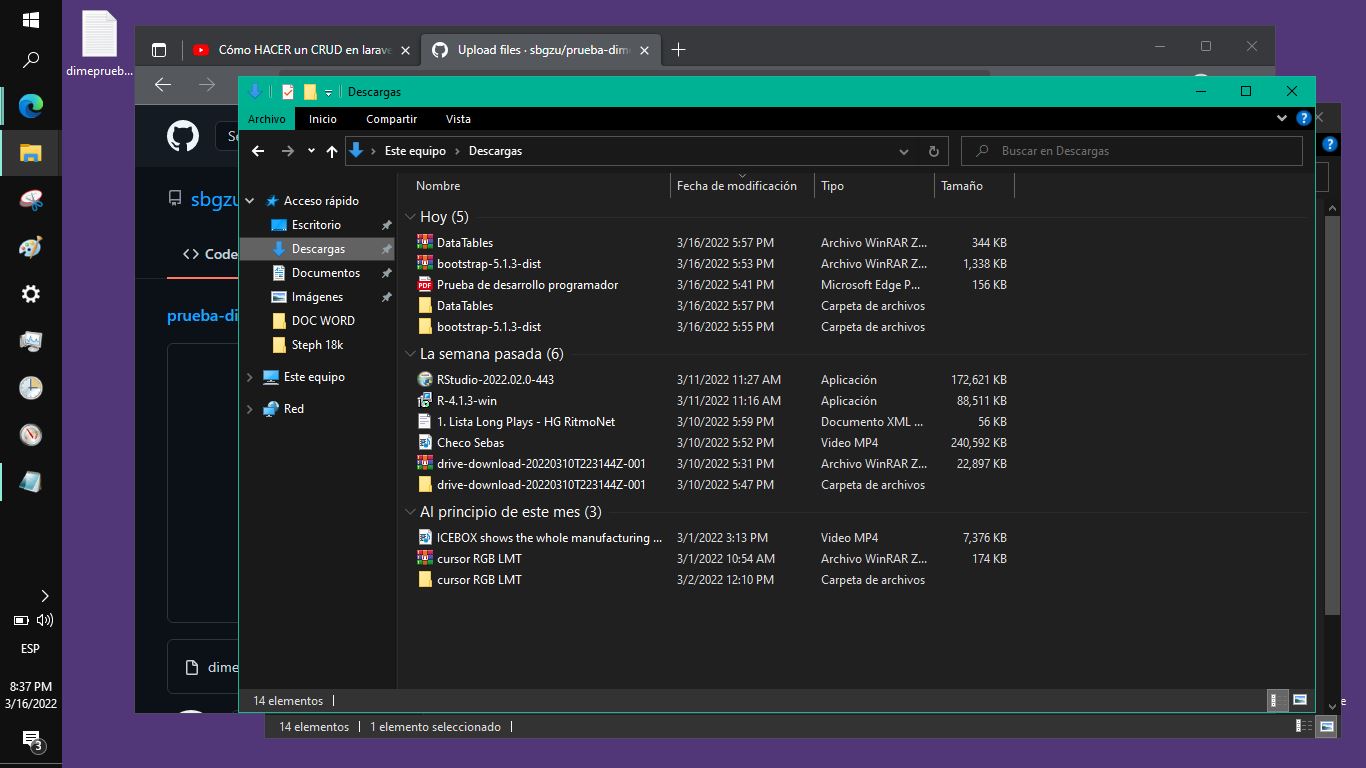 dimeprueb...
Cómo HACER un CRUD en larave
Upload files · sbgzu/prueba-dim
Descargas
Archivo Inicio Compartir Vista
Este equipo Descargas
Buscar en Descargas
sbgzu
<> Code
prueba-di
dime
Acceso rápido
Escritorio
Descargas
Documentos
Imágenes
DOC WORD
Steph 18k
Este equipo
Red
Nombre Fecha de modificación Tipo Tamaño
Hoy (5)
DataTables 3/16/2022 5:57 PM Archivo WinRAR Z... 344 KB
bootstrap-5.1.3-dist 3/16/2022 5:53 PM Archivo WinRAR Z... 1,338 KB
PDF Prueba de desarrollo programador 3/16/2022 5:41 PM Microsoft Edge P... 156 KB
DataTables 3/16/2022 5:57 PM Carpeta de archivos
bootstrap-5.1.3-dist 3/16/2022 5:55 PM Carpeta de archivos
La semana pasada (6)
RStudio-2022.02.0-443 3/11/2022 11:27 AM Aplicación 172,621 KB
R-4.1.3-win 3/11/2022 11:16 AM Aplicación 88,511 KB
1. Lista Long Plays - HG RitmoNet 3/10/2022 5:59 PM Documento XML ... 56 KB
Checo Sebas 3/10/2022 5:52 PM Video MP4 240,592 KB
drive-download-20220310T223144Z-001 3/10/2022 5:31 PM Archivo WinRAR Z... 22,897 KB
drive-download-20220310T223144Z-001 3/10/2022 5:47 PM Carpeta de archivos
Al principio de este mes (3)
ICEBOX shows the whole manufacturing ... 3/1/2022 3:13 PM Video MP4 7,376 KB
cursor RGB LMT 3/1/2022 10:54 AM Archivo WinRAR Z... 174 KB
cursor RGB LMT 3/2/2022 12:10 PM Carpeta de archivos
14 elementos
14 elementos 1 elemento seleccionado
ESP
8:37 PM
3/16/2022
3